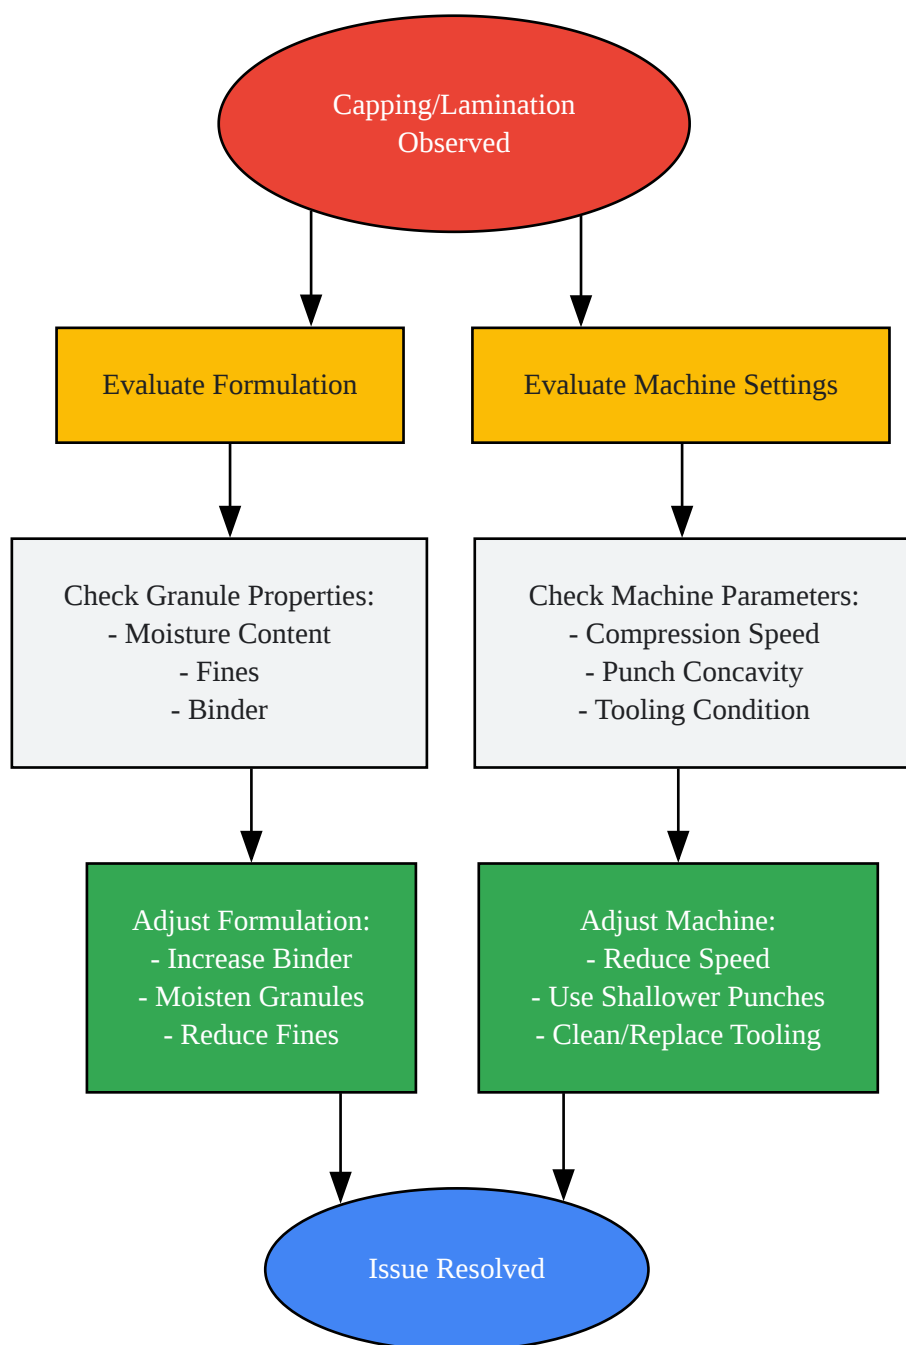 Capping/Lamination
Observed
Evaluate Formulation
Evaluate Machine Settings
Check Granule Properties:
- Moisture Content
- Fines
- Binder
Check Machine Parameters:
- Compression Speed
- Punch Concavity
- Tooling Condition
Adjust Formulation:
- Increase Binder
- Moisten Granules
- Reduce Fines
Adjust Machine:
- Reduce Speed
- Use Shallower Punches
- Clean/Replace Tooling
Issue Resolved